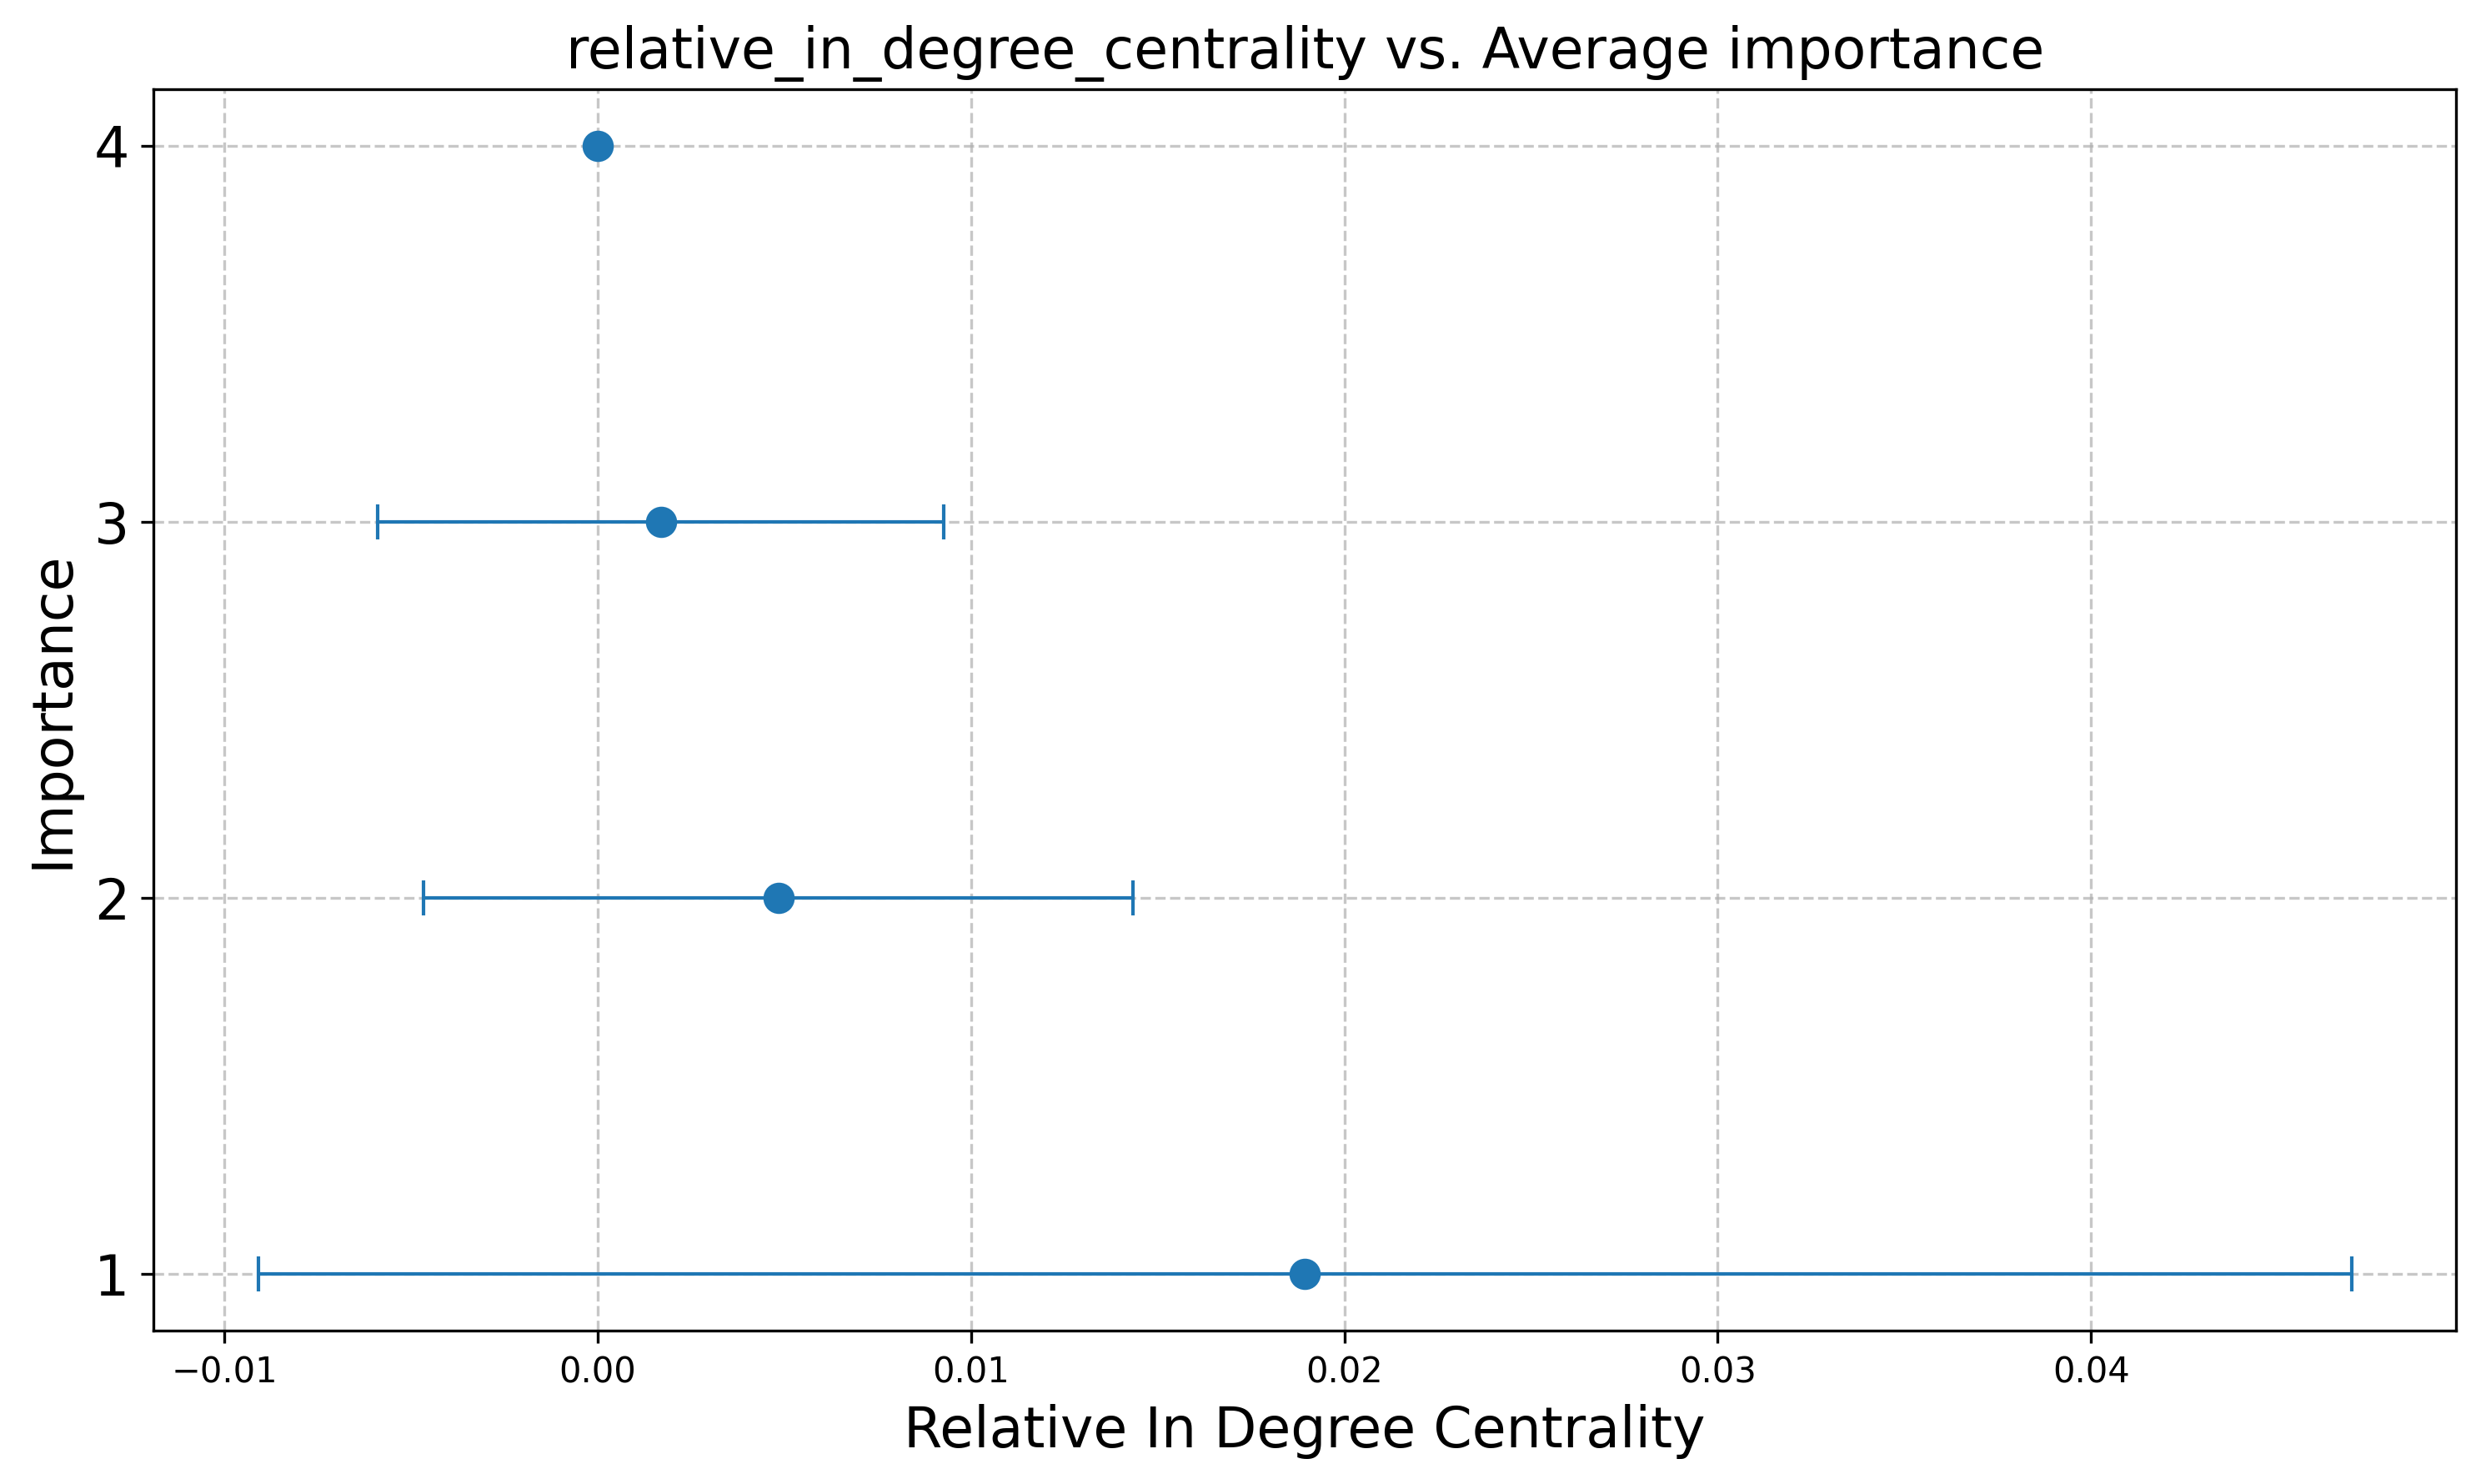 relative_in_degree_centrality vs. Average importance
4
3
2
1
Importance
−0.01 0.00 0.01 0.02 0.03 0.04
Relative In Degree Centrality